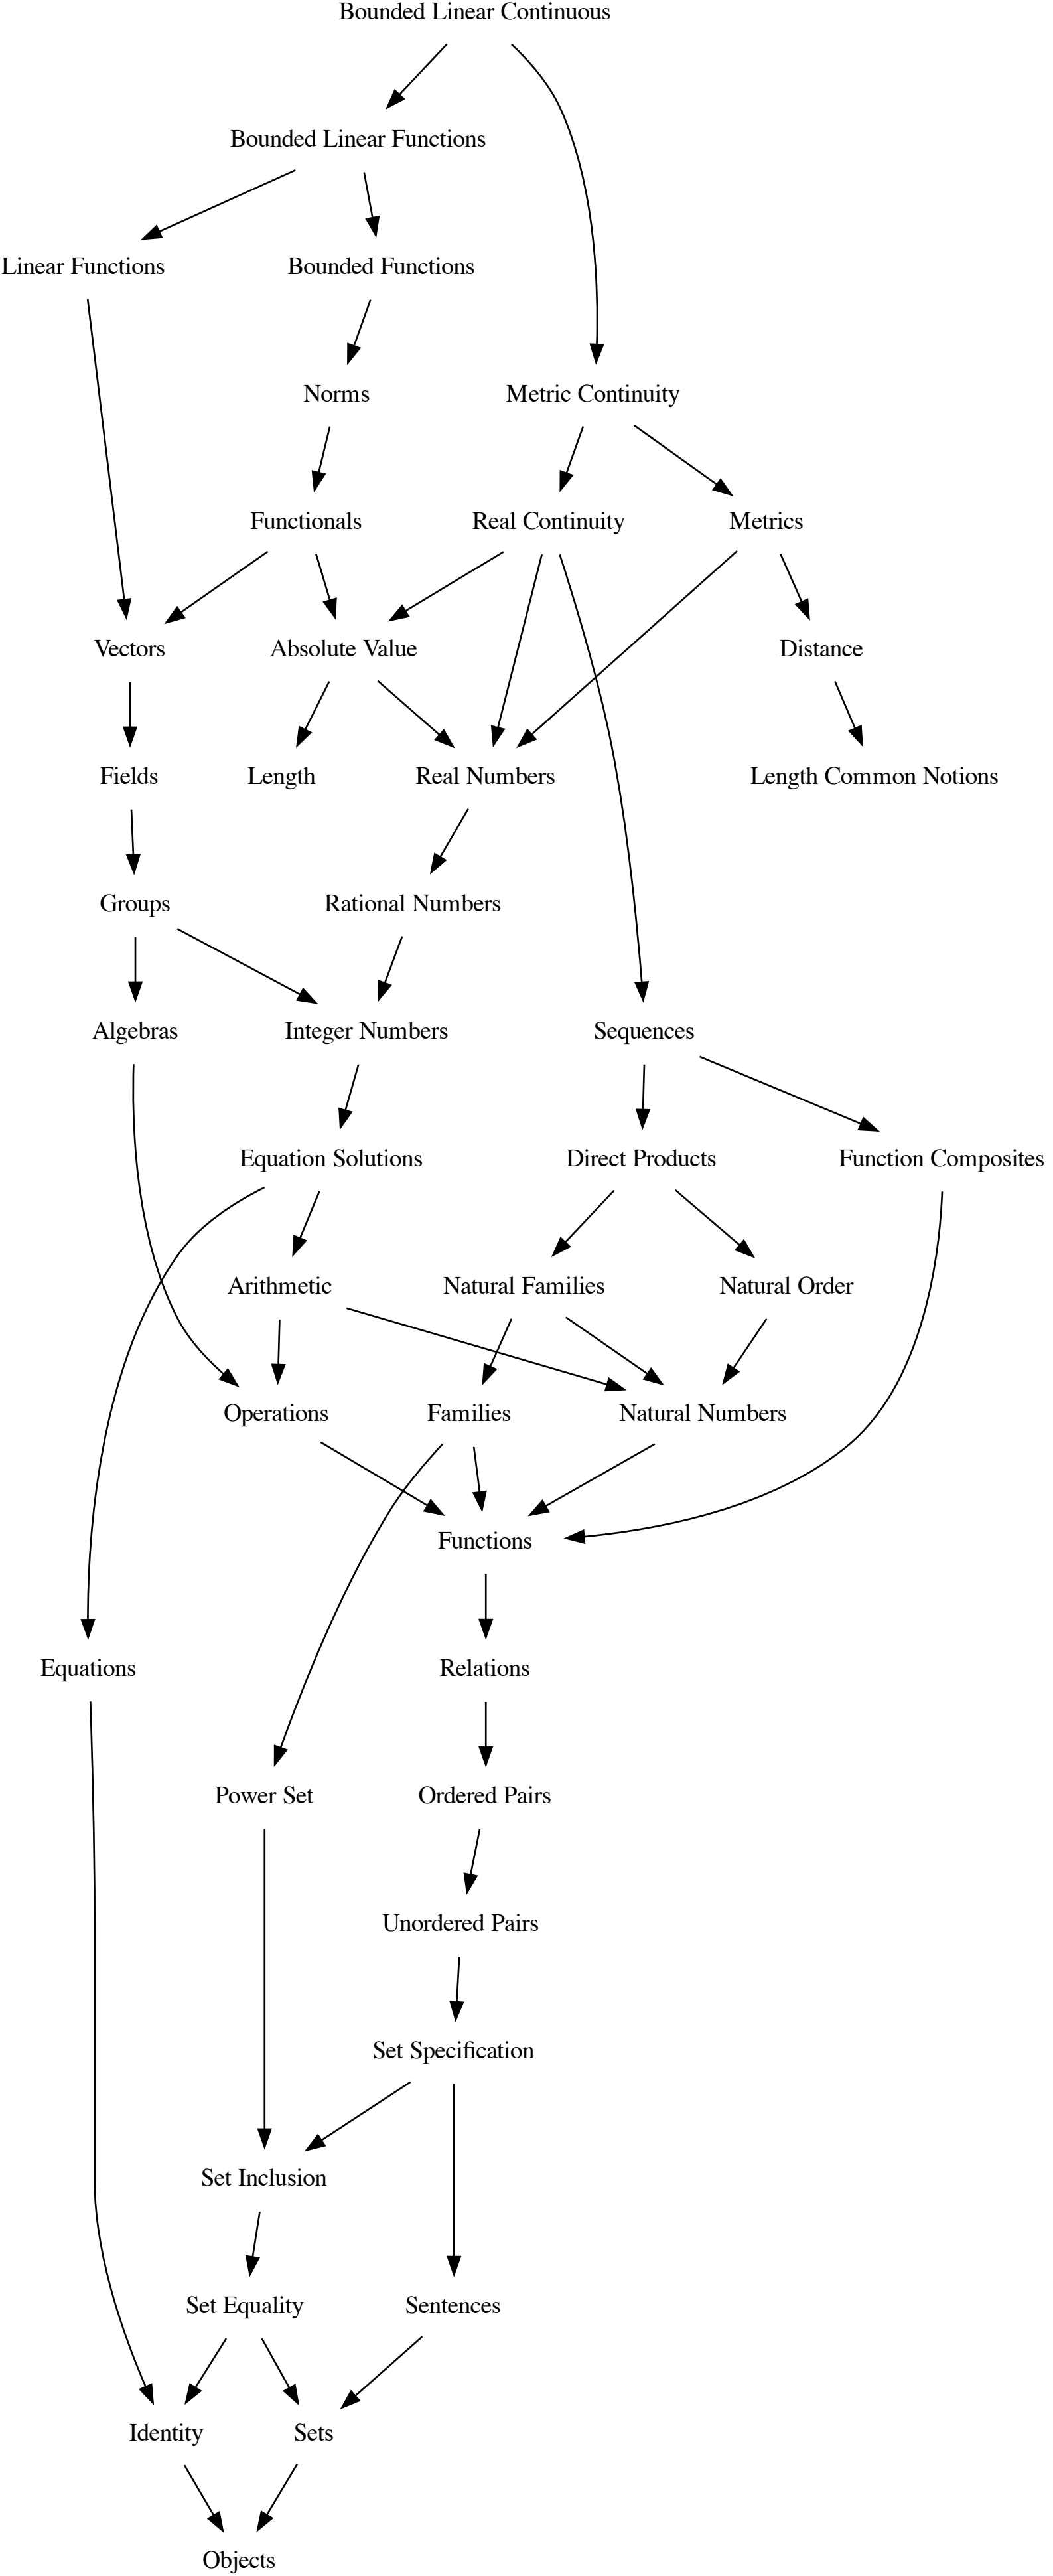 Bounded Linear Continuous
Bounded Linear Functions
Linear Functions
Bounded Functions
Norms
Metric Continuity
Functionals
Real Continuity
Metrics
Vectors
Absolute Value
Distance
Fields
Length
Real Numbers
Length Common Notions
Groups
Rational Numbers
Algebras
Integer Numbers
Sequences
Equation Solutions
Direct Products
Function Composites
Arithmetic
Natural Families
Natural Order
Operations
Families
Natural Numbers
Functions
Equations
Relations
Power Set
Ordered Pairs
Unordered Pairs
Set Specification
Set Inclusion
Set Equality
Sentences
Identity
Sets
Objects